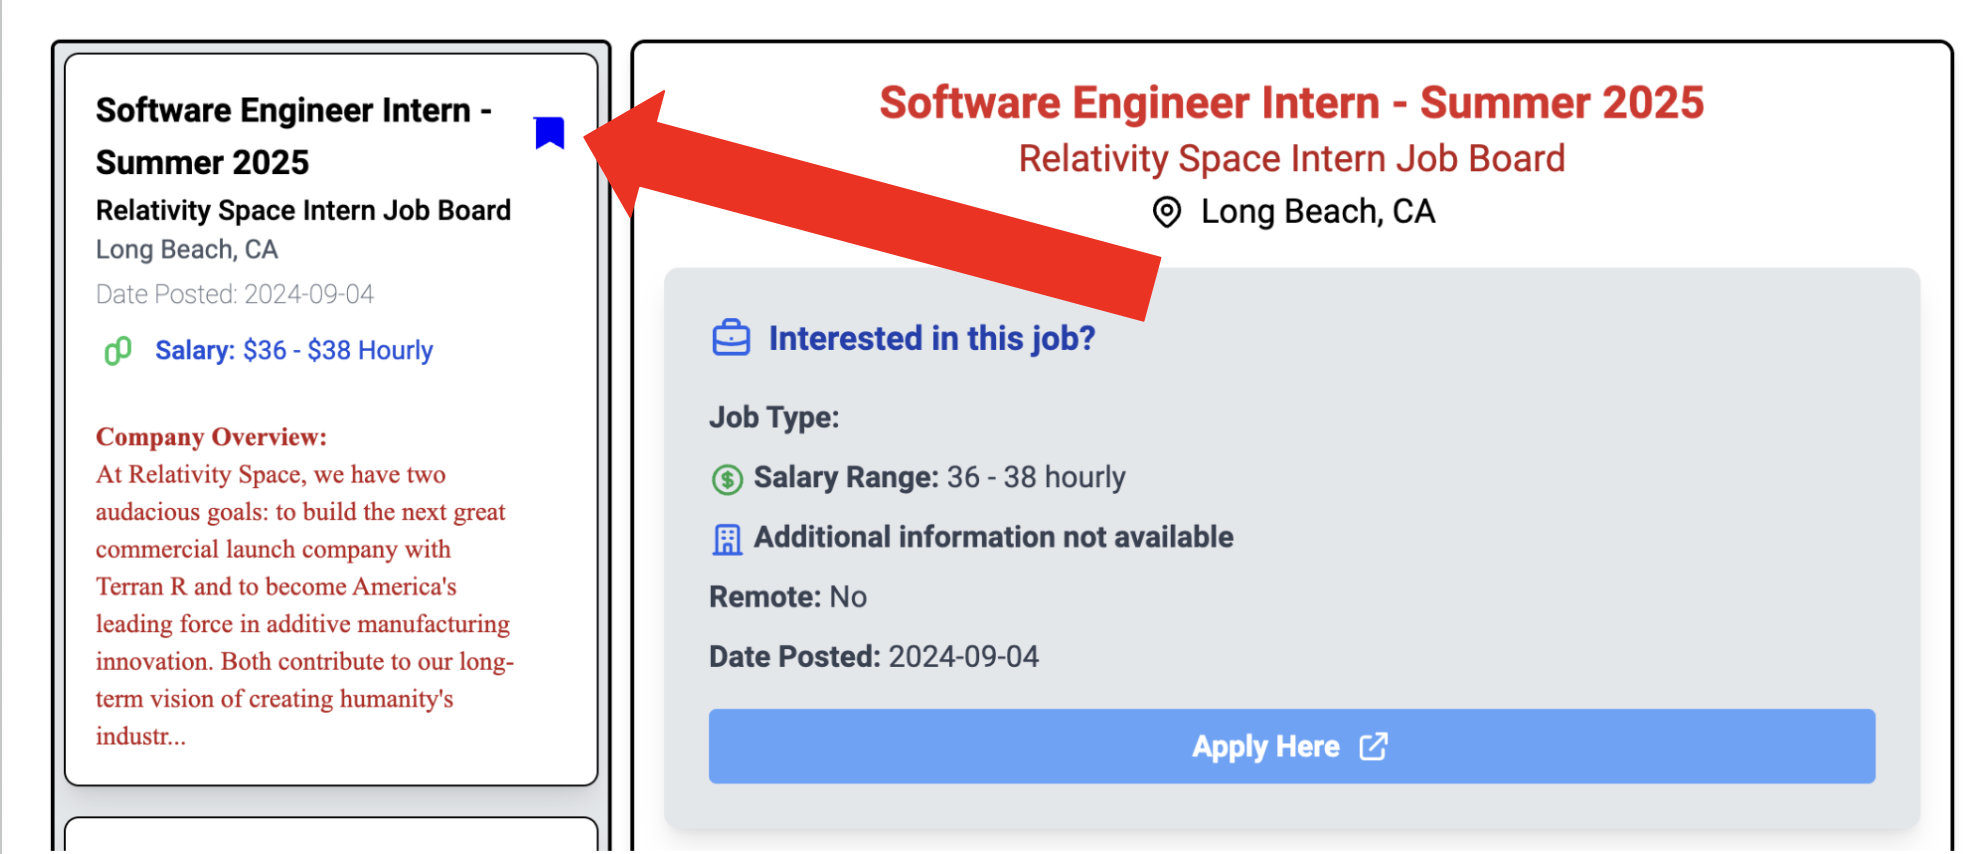 Software Engineer Intern -
Summer 2025
Relativity Space Intern Job Board
Long Beach, CA
Date Posted: 2024-09-04
Salary: $36 - $38 Hourly
Company Overview:
At Relativity Space, we have two
audacious goals: to build the next great
commercial launch company with
Terran R and to become America's
leading force in additive manufacturing
innovation. Both contribute to our long-
term vision of creating humanity's
industr...
Software Engineer Intern - Summer 2025
Relativity Space Intern Job Board
Long Beach, CA
Interested in this job?
Job Type:
Salary Range: 36 - 38 hourly
Additional information not available
Remote: No
Date Posted: 2024-09-04
Apply Here